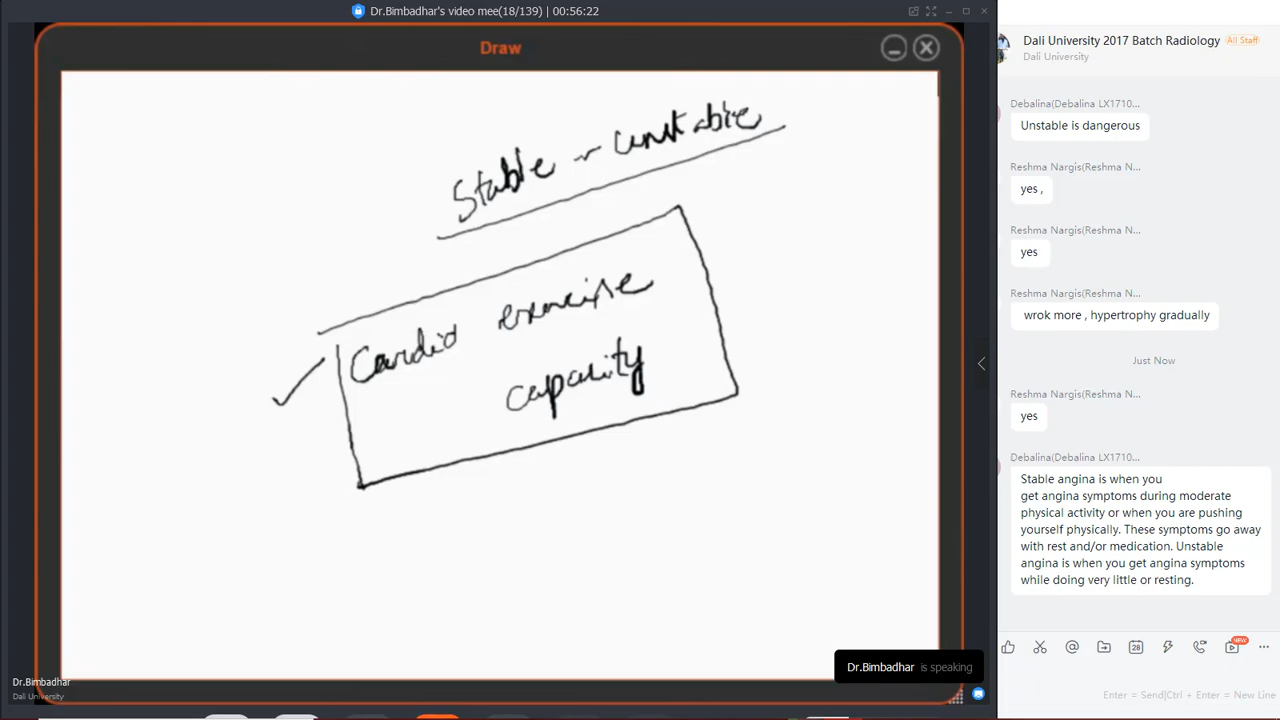 Dr.Bimbadhar's video mee(18/139) | 00:56:22
Draw
Stable ~ unstable
Cardio exercise
capacity
Dr.Bimbadhar is speaking
Dr.Bimbadhar
Dali University
Dali University 2017 Batch Radiology All Staff
Dali University
Debalina(Debalina LX1710...
Unstable is dangerous
Reshma Nargis(Reshma N...
yes ,
Reshma Nargis(Reshma N...
yes
Reshma Nargis(Reshma N...
wrok more , hypertrophy gradually
Just Now
Reshma Nargis(Reshma N...
yes
Debalina(Debalina LX1710...
Stable angina is when you
get angina symptoms during moderate
physical activity or when you are pushing
yourself physically. These symptoms go away
with rest and/or medication. Unstable
angina is when you get angina symptoms
while doing very little or resting.
28
NEW
Enter = Send|Ctrl + Enter = New Line